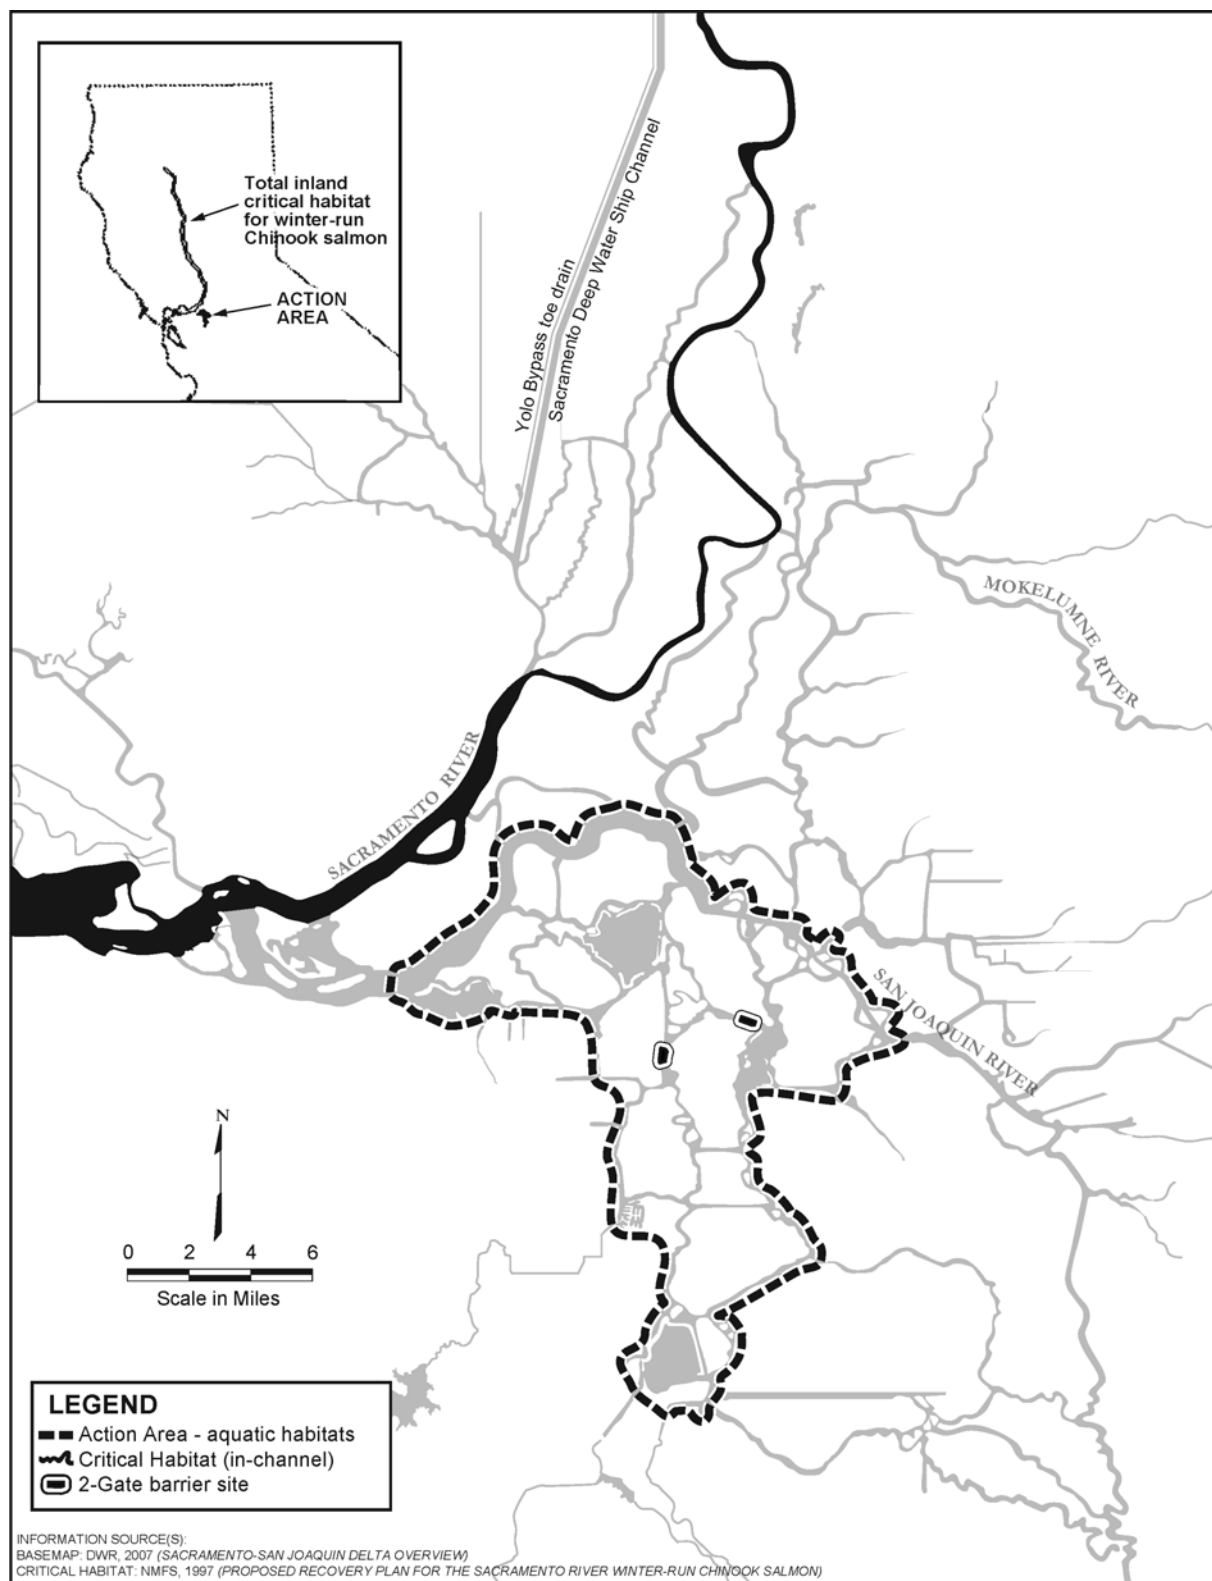 Total inland
critical habitat
for winter-run
Chinook salmon
ACTION
AREA
Yolo Bypass toe drain
Sacramento Deep Water Ship Channel
MOKELUMNE RIVER
SACRAMENTO RIVER
SAN JOAQUIN RIVER
N
0 2 4 6
Scale in Miles
LEGEND
Action Area - aquatic habitats
Critical Habitat (in-channel)
2-Gate barrier site
INFORMATION SOURCE(S):
BASEMAP: DWR, 2007 (SACRAMENTO-SAN JOAQUIN DELTA OVERVIEW)
CRITICAL HABITAT: NMFS, 1997 (PROPOSED RECOVERY PLAN FOR THE SACRAMENTO RIVER WINTER-RUN CHINOOK SALMON)